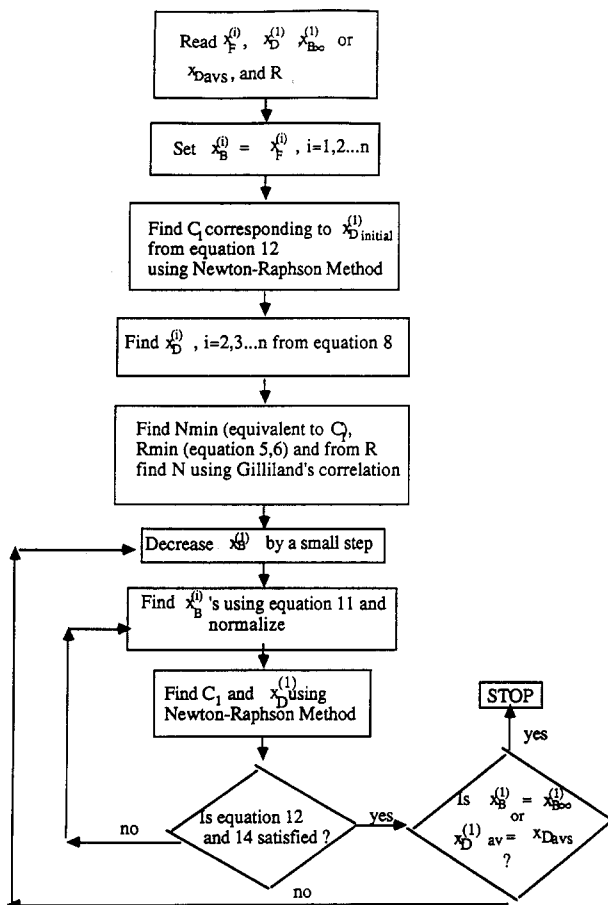 Read x_F^(i), x_D^(1) x_B∞^(1) or
x_Davs, and R
Set x_B^(i) = x_F^(i), i=1,2...n
Find C_1 corresponding to x_D initial^(1)
from equation 12
using Newton-Raphson Method
Find x_D^(i), i=2,3...n from equation 8
Find Nmin (equivalent to C_1),
Rmin (equation 5,6) and from R
find N using Gilliland's correlation
Decrease x_B^(1) by a small step
Find x_B^(i)'s using equation 11 and
normalize
Find C_1 and x_D^(1) using
Newton-Raphson Method
Is equation 12
and 14 satisfied ?
no
yes
Is x_B^(1) = x_B∞^(1)
or
x_D^(1) av = x_Davs
?
yes
STOP
no